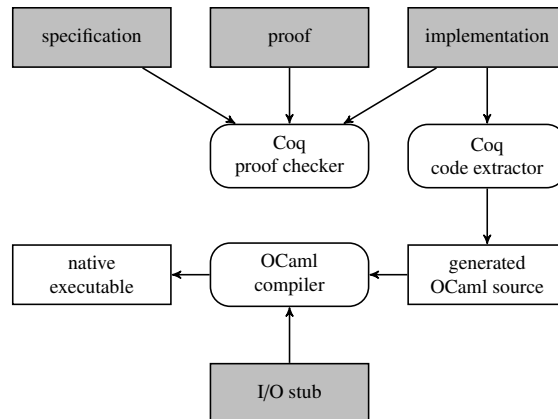 specification
proof
implementation
Coq
proof checker
Coq
code extractor
native
executable
OCaml
compiler
generated
OCaml source
I/O stub